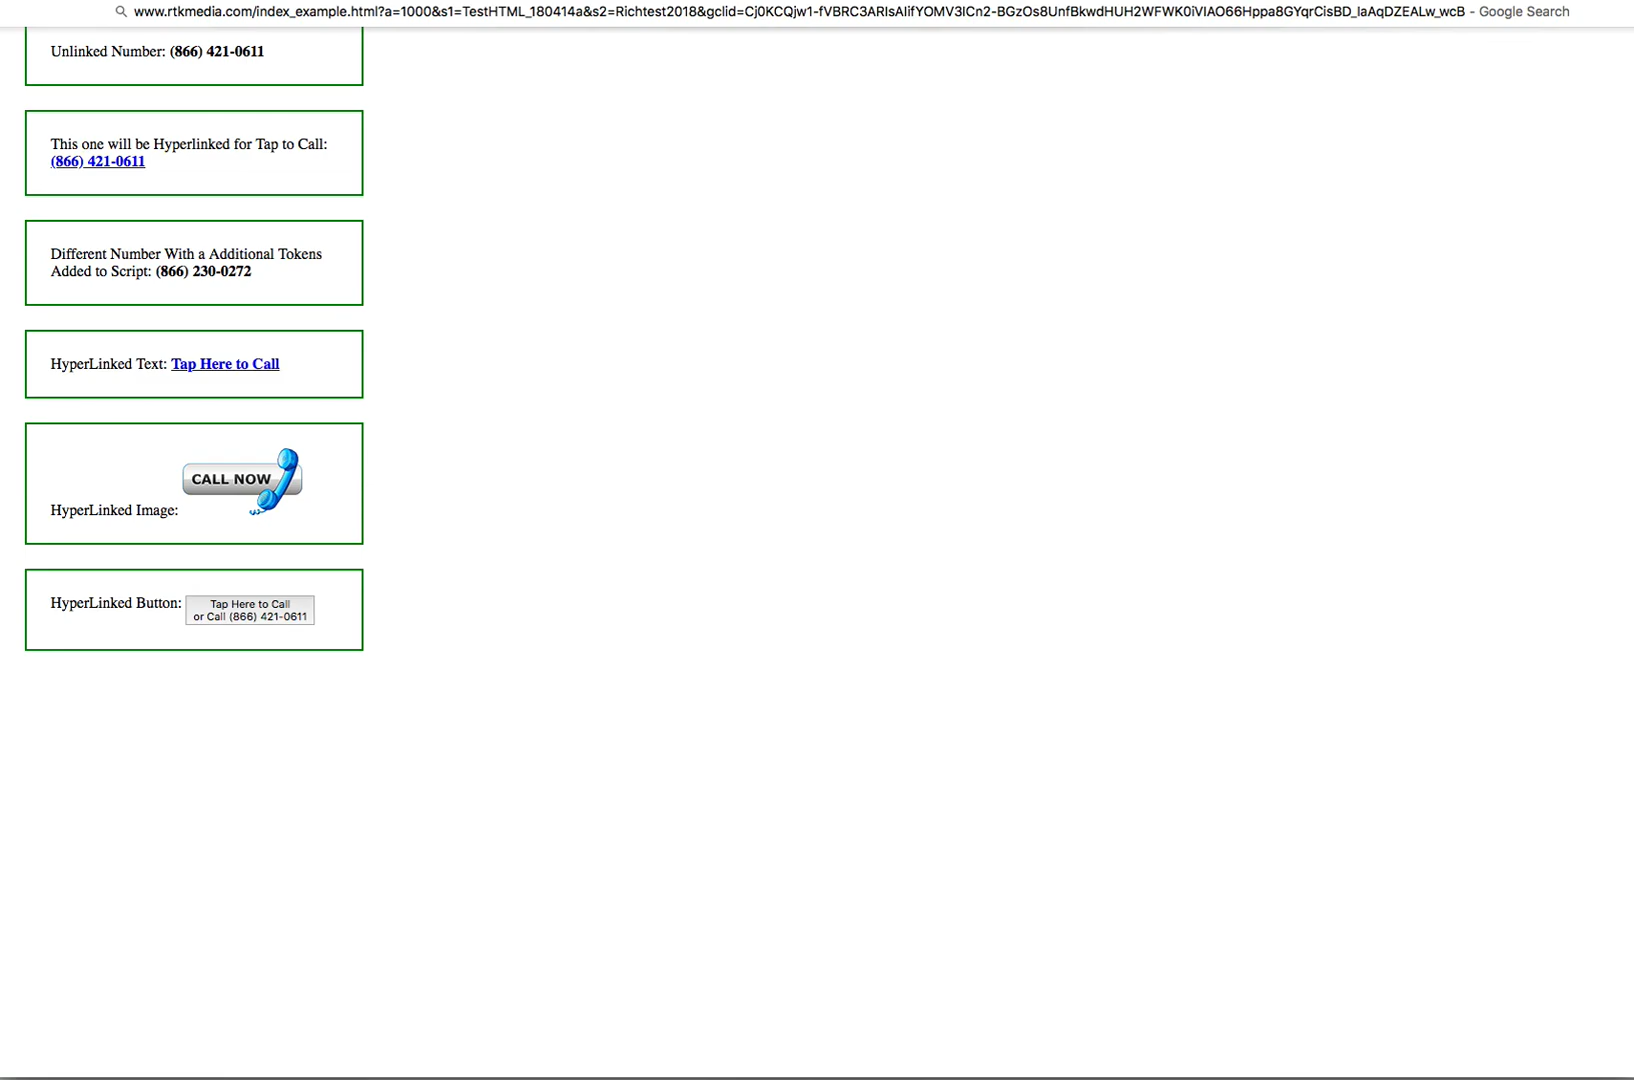 www.rtkmedia.com/index_example.html?a=1000&s1=TestHTML_180414a&s2=Richtest2018&gclid=Cj0KCQjw1-fVBRC3ARIsAIifYOMV3ICn2-BGzOs8UnfBkwdHUH2WFWK0iVIAO66Hppa8GYqrCisBD_IaAqDZEALw_wcB - Google Search
Unlinked Number: (866) 421-0611
This one will be Hyperlinked for Tap to Call:
(866) 421-0611
Different Number With a Additional Tokens
Added to Script: (866) 230-0272
HyperLinked Text: Tap Here to Call
CALL NOW
HyperLinked Image:
HyperLinked Button: Tap Here to Call
or Call (866) 421-0611